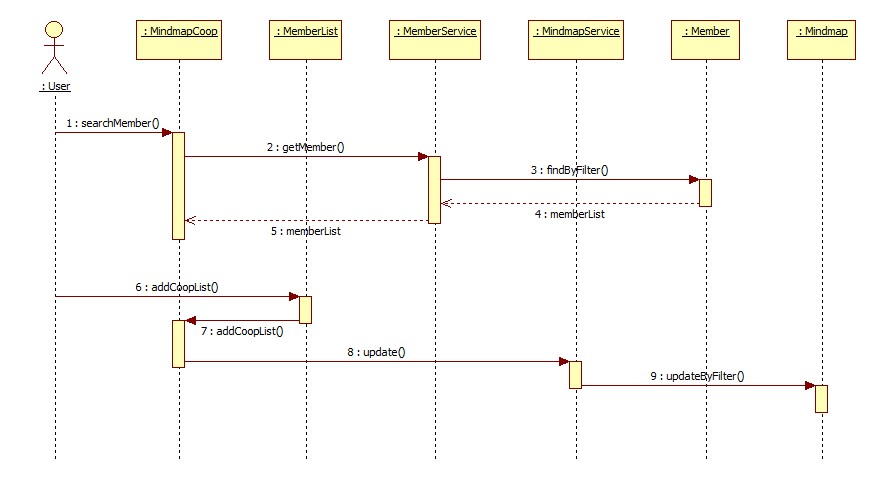 : MindmapCoop
: MemberList
: MemberService
: MindmapService
: Member
: Mindmap
: User
1 : searchMember()
2 : getMember()
3 : findByFilter()
4 : memberList
5 : memberList
6 : addCoopList()
7 : addCoopList()
8 : update()
9 : updateByFilter()